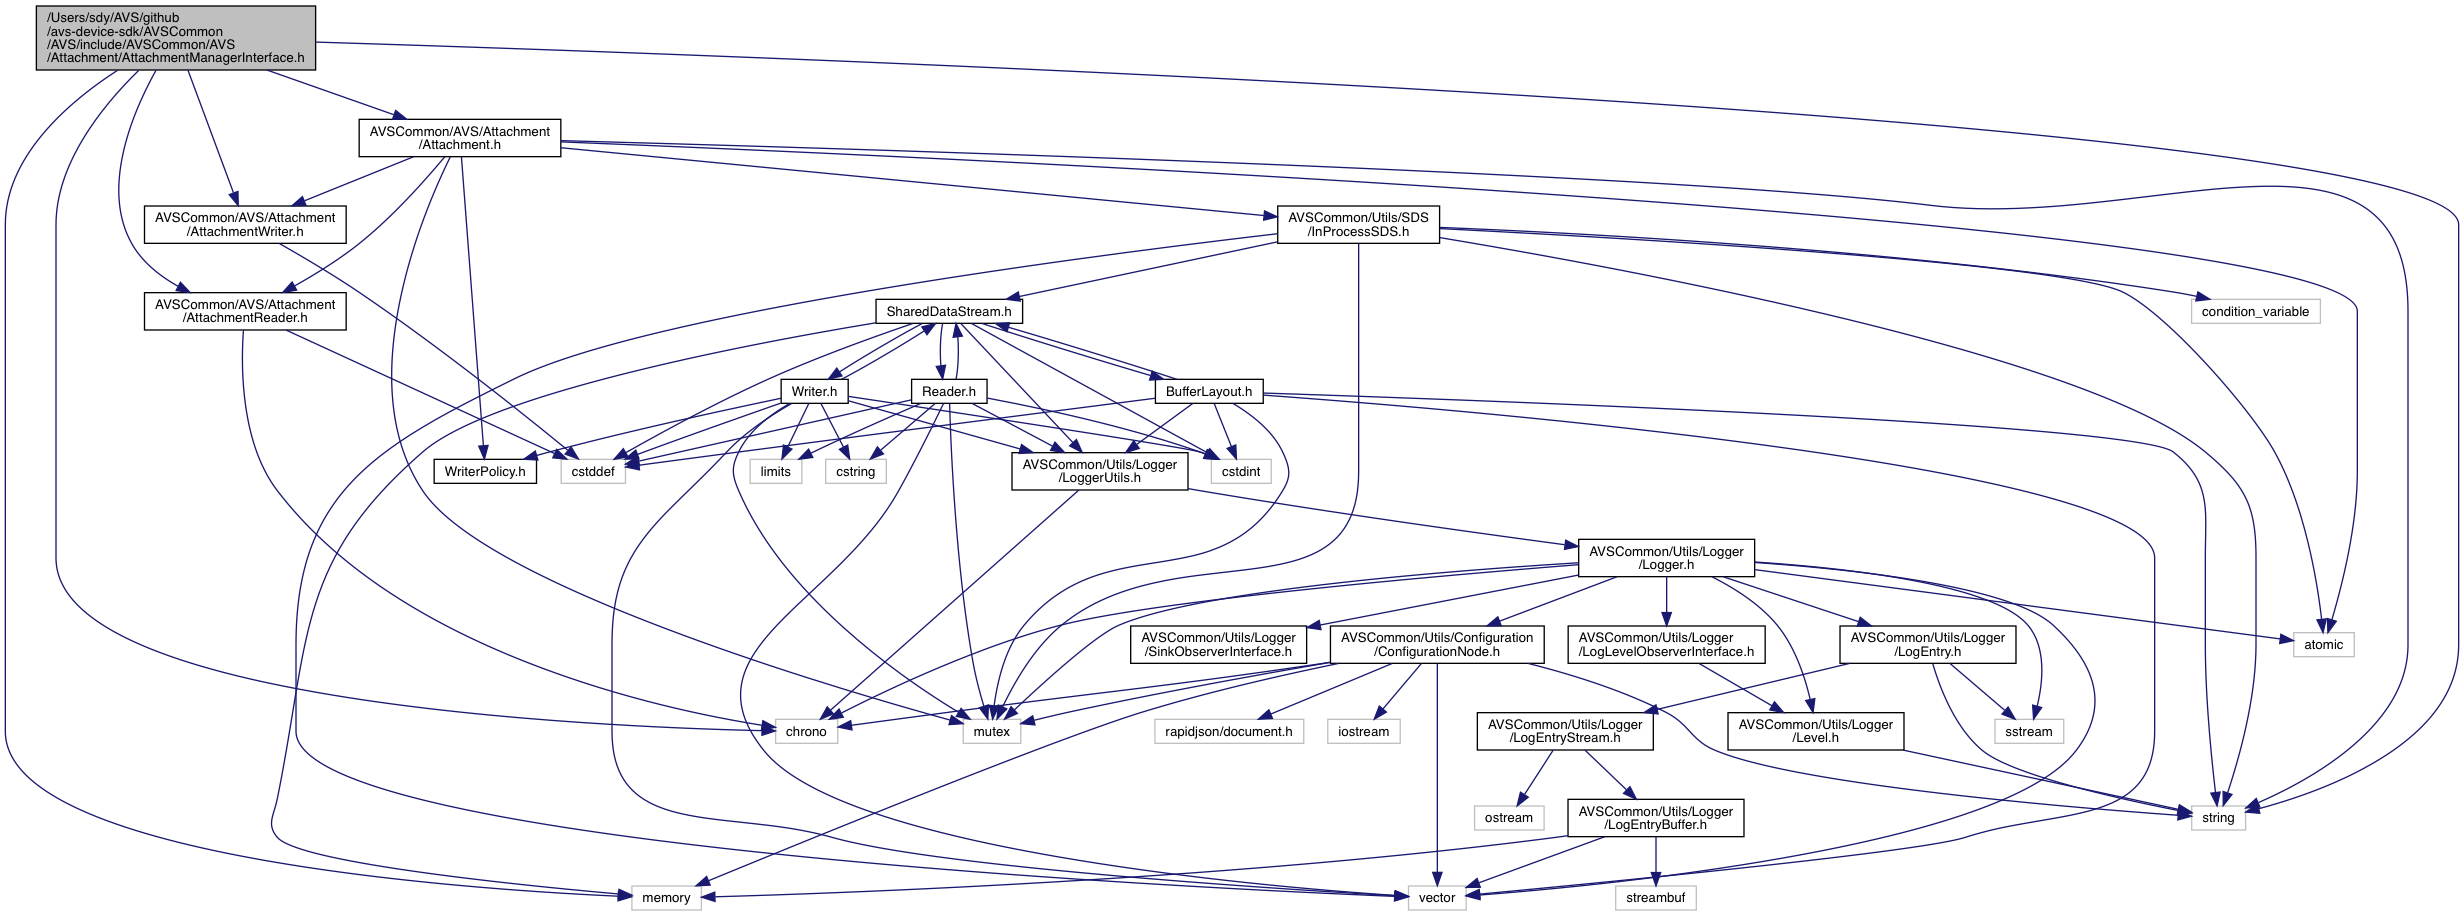 /Users/sdy/AVS/github
/avs-device-sdk/AVSCommon
/AVS/include/AVSCommon/AVS
/Attachment/AttachmentManagerInterface.h
AVSCommon/AVS/Attachment
/Attachment.h
AVSCommon/AVS/Attachment
/AttachmentWriter.h
AVSCommon/Utils/SDS
/InProcessSDS.h
AVSCommon/AVS/Attachment
/AttachmentReader.h
SharedDataStream.h
condition_variable
Writer.h
Reader.h
BufferLayout.h
WriterPolicy.h
cstddef
limits
cstring
AVSCommon/Utils/Logger
/LoggerUtils.h
cstdint
AVSCommon/Utils/Logger
/Logger.h
AVSCommon/Utils/Logger
/SinkObserverInterface.h
AVSCommon/Utils/Configuration
/ConfigurationNode.h
AVSCommon/Utils/Logger
/LogLevelObserverInterface.h
AVSCommon/Utils/Logger
/LogEntry.h
atomic
chrono
mutex
rapidjson/document.h
iostream
AVSCommon/Utils/Logger
/LogEntryStream.h
AVSCommon/Utils/Logger
/Level.h
sstream
ostream
AVSCommon/Utils/Logger
/LogEntryBuffer.h
string
memory
vector
streambuf